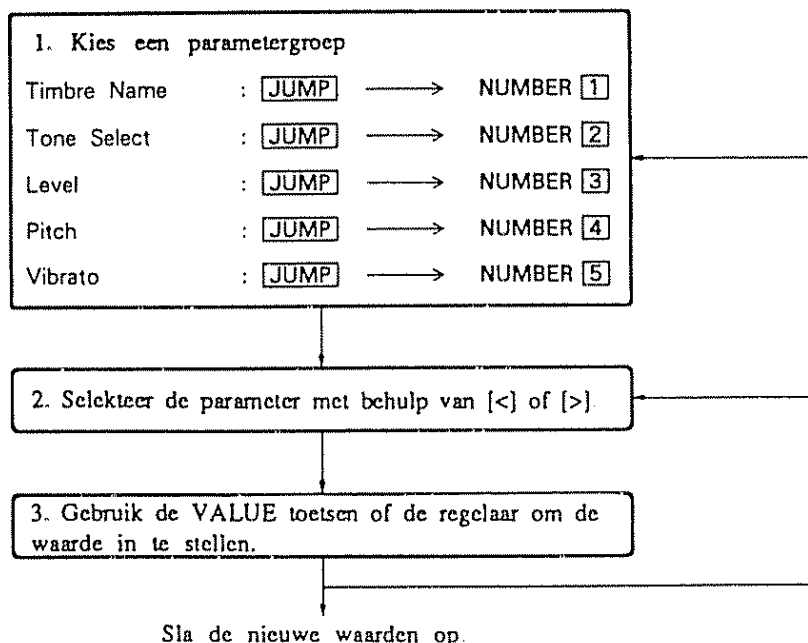 1. Kies een parametergroep
Timbre Name : JUMP → NUMBER 1
Tone Select : JUMP → NUMBER 2
Level : JUMP → NUMBER 3
Pitch : JUMP → NUMBER 4
Vibrato : JUMP → NUMBER 5
2. Selekteer de parameter met behulp van [<] of [>].
3. Gebruik de VALUE toetsen of de regelaar om de
waarde in te stellen.
Sla de nieuwe waarden op.